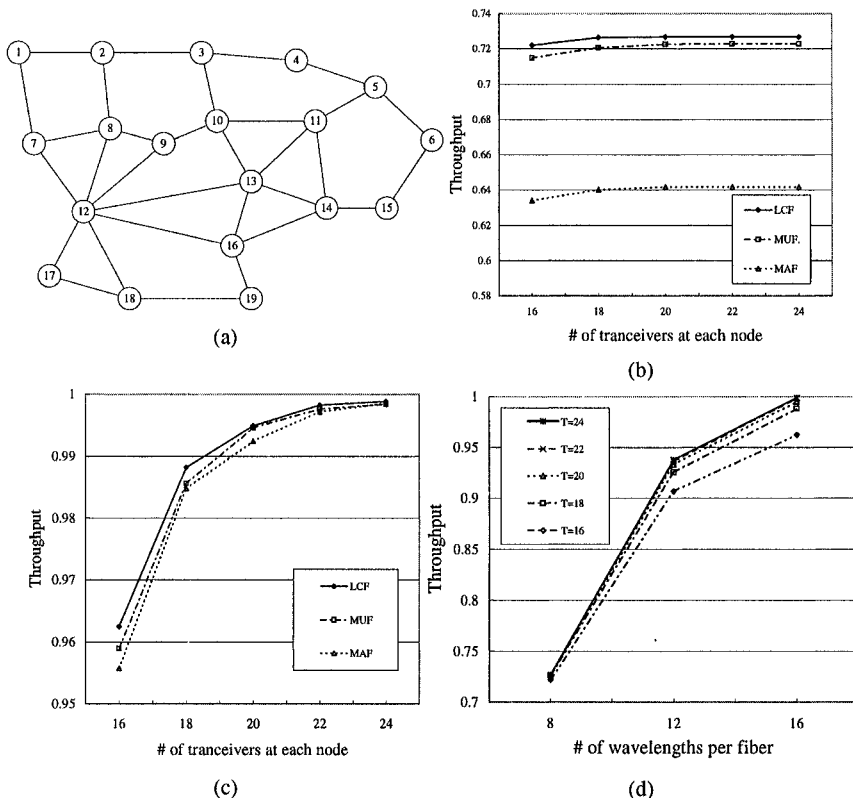 1
2
3
4
5
6
7
8
9
10
11
12
13
14
15
16
17
18
19
(a)
0.74
0.72
0.7
0.68
0.66
0.64
0.62
0.6
0.58
Throughput
LCF
MUF.
MAF
16 18 20 22 24
# of tranceivers at each node
(b)
1
0.99
0.98
0.97
0.96
0.95
Throughput
LCF
MUF
MAF
16 18 20 22 24
# of tranceivers at each node
(c)
1
0.95
0.9
0.85
0.8
0.75
0.7
Throughput
T=24
T=22
T=20
T=18
T=16
8 12 16
# of wavelengths per fiber
(d)